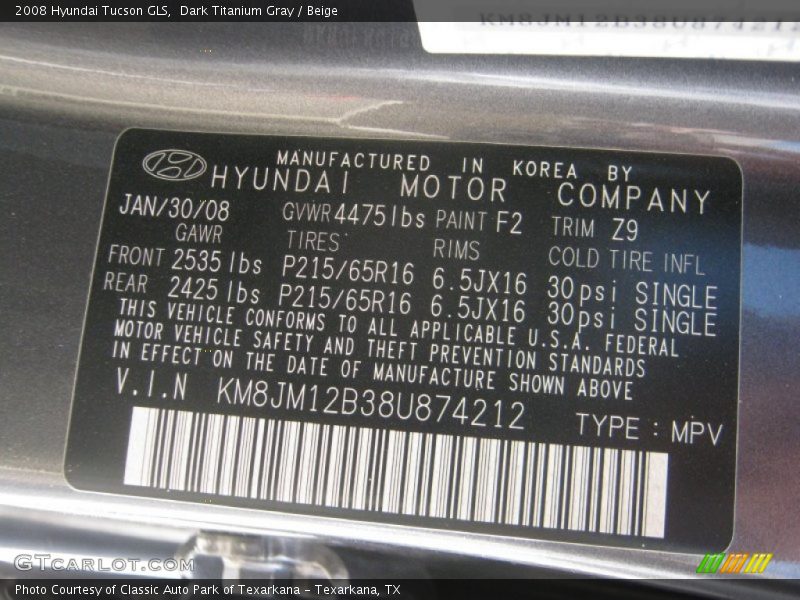 2008 Hyundai Tucson GLS, Dark Titanium Gray / Beige
KM8JM12B38U874212
MANUFACTURED IN KOREA BY
HYUNDAI MOTOR COMPANY
JAN/30/08 GVWR 4475lbs PAINT F2 TRIM Z9
GAWR TIRES RIMS COLD TIRE INFL
FRONT 2535 lbs P215/65R16 6.5JX16 30psi SINGLE
REAR 2425 lbs P215/65R16 6.5JX16 30psi SINGLE
THIS VEHICLE CONFORMS TO ALL APPLICABLE U.S.A. FEDERAL
MOTOR VEHICLE SAFETY AND THEFT PREVENTION STANDARDS
IN EFFECT ON THE DATE OF MANUFACTURE SHOWN ABOVE
V.I.N KM8JM12B38U874212 TYPE : MPV
GTCARLOT.COM
Photo Courtesy of Classic Auto Park of Texarkana - Texarkana, TX